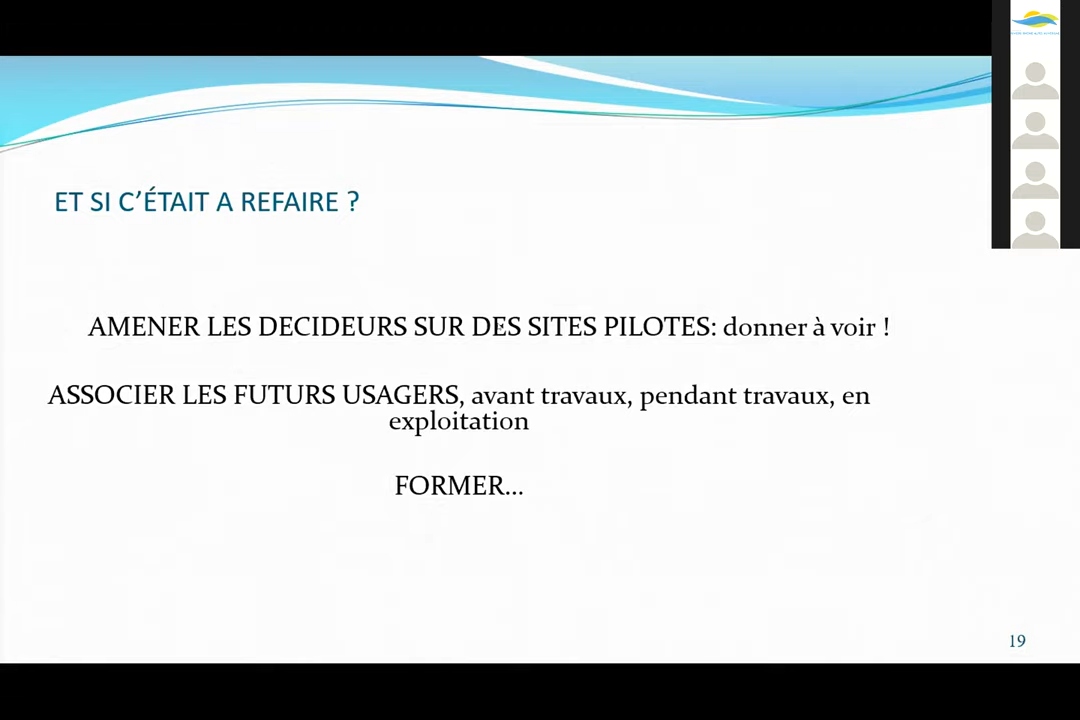 ET SI C'ÉTAIT A REFAIRE ?
AMENER LES DECIDEURS SUR DES SITES PILOTES: donner à voir !
ASSOCIER LES FUTURS USAGERS, avant travaux, pendant travaux, en
exploitation
FORMER...
19